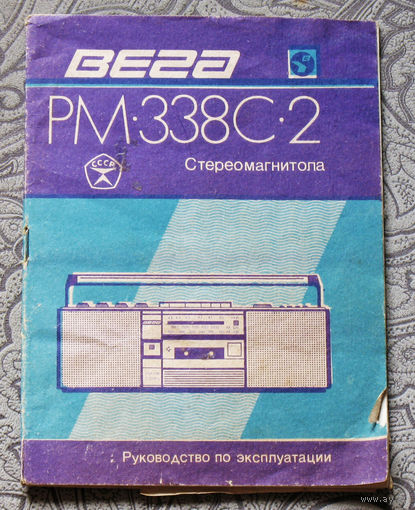 ВЕГА
РМ·338С·2
СССР
Стереомагнитола
Руководство по эксплуатации